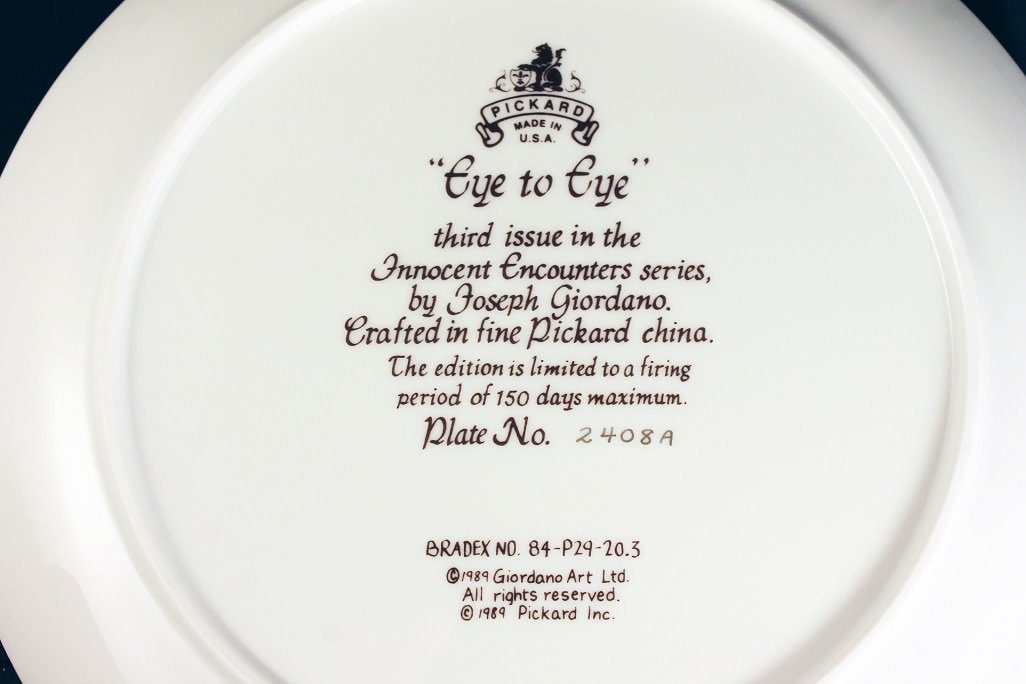 PICKARD
MADE IN
U.S.A.
"Eye to Eye"
third issue in the
Innocent Encounters series,
by Joseph Giordano.
Crafted in fine Pickard china.
The edition is limited to a firing
period of 150 days maximum.
Plate No. 2408A
BRADEX NO. 84-P29-20.3
©1989 Giordano Art Ltd.
All rights reserved.
© 1989 Pickard Inc.